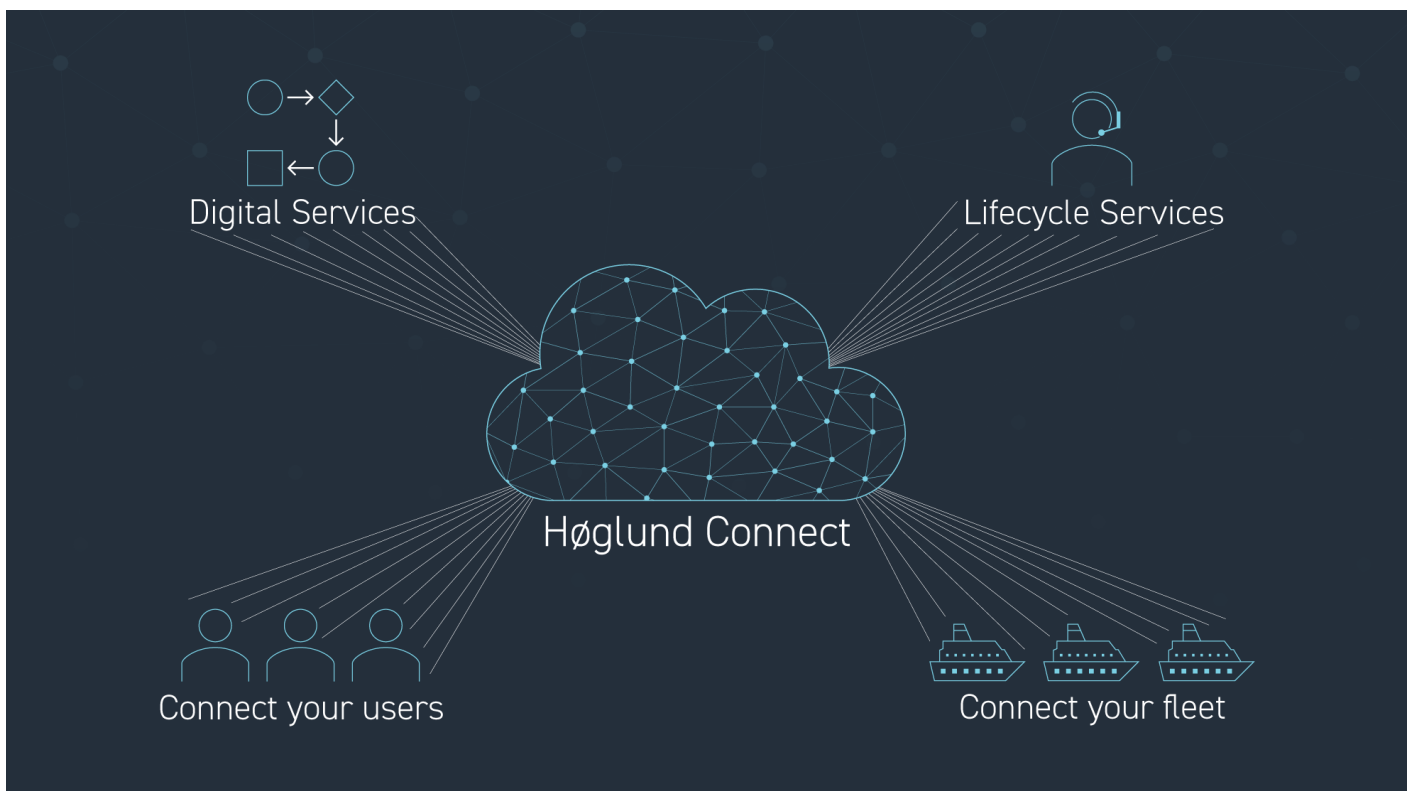 Digital Services
Lifecycle Services
Høglund Connect
Connect your users
Connect your fleet